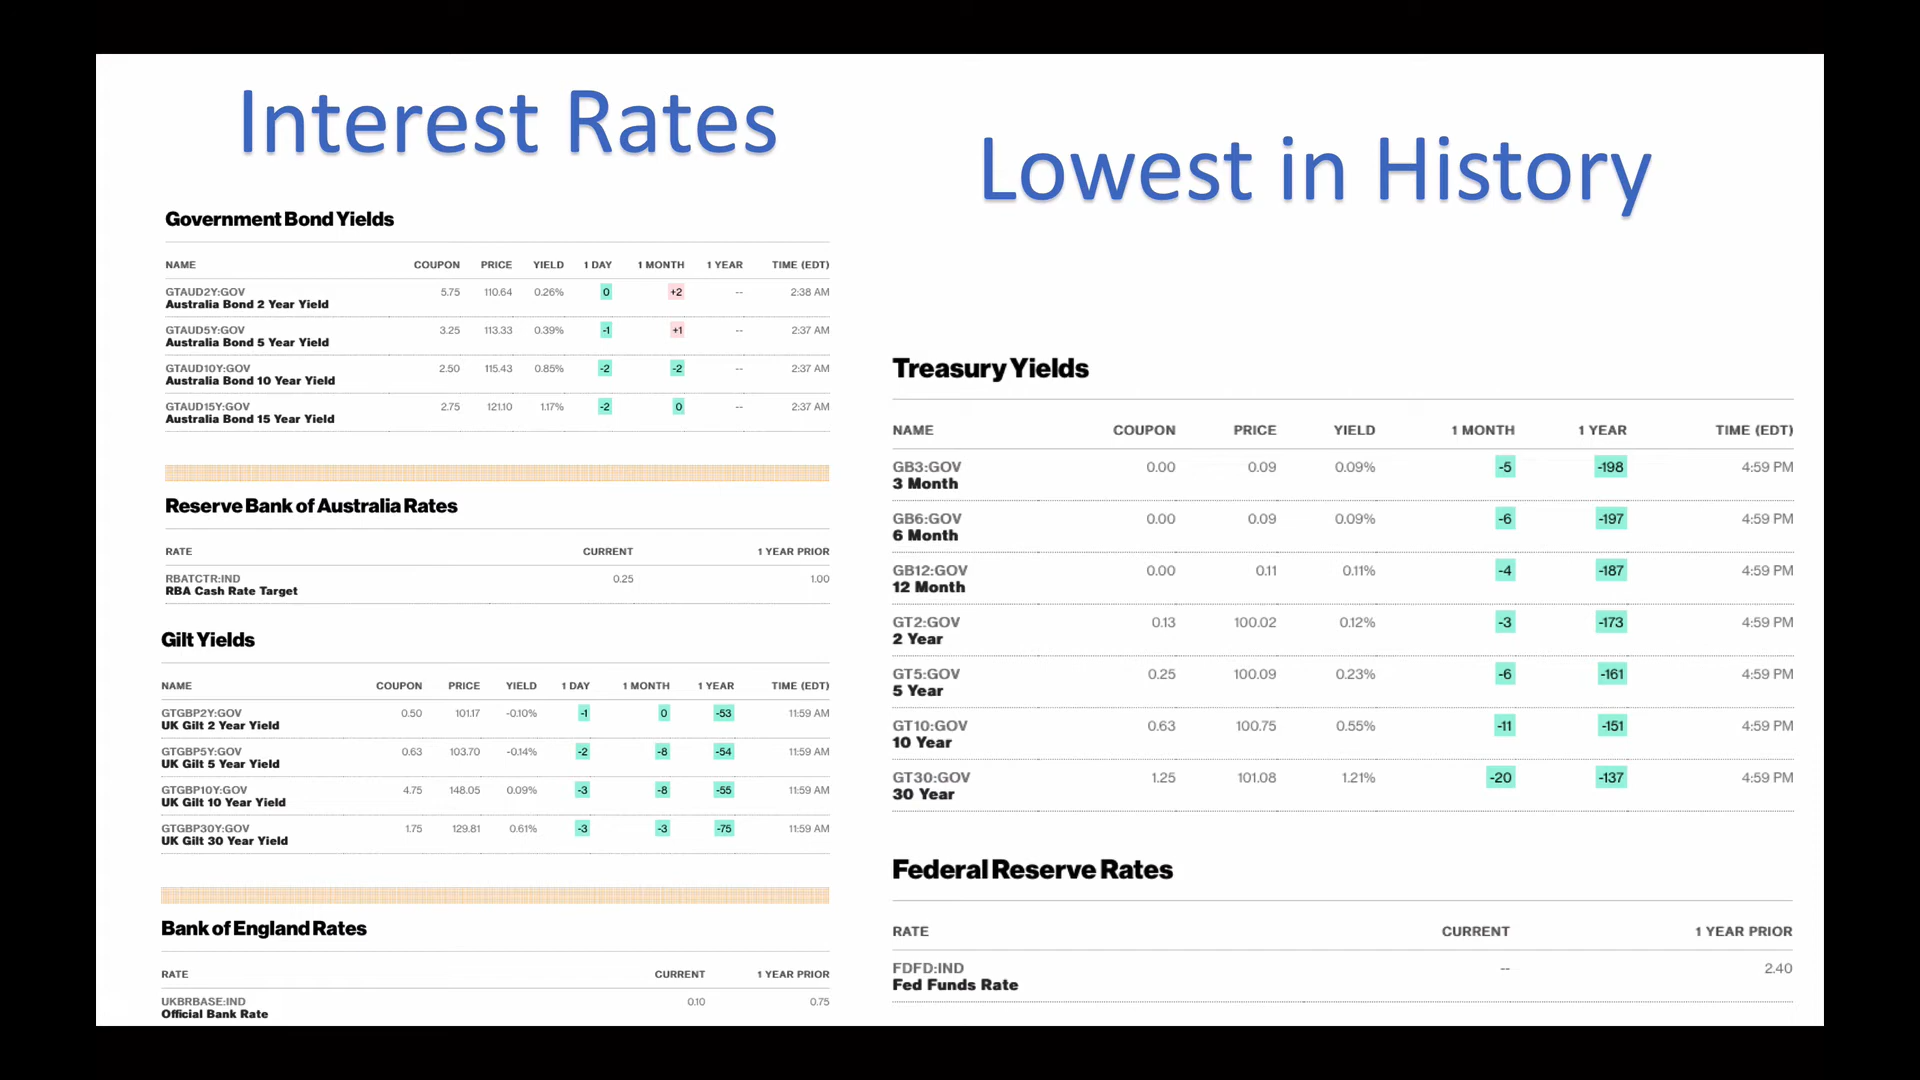 Interest Rates
Lowest in History
Government Bond Yields
NAME COUPON PRICE YIELD 1 DAY 1 MONTH 1 YEAR TIME (EDT)
GTAUD2Y:GOV 5.75 110.64 0.26% 0 +2 -- 2:38 AM
Australia Bond 2 Year Yield
GTAUD5Y:GOV 3.25 113.33 0.39% -1 +1 -- 2:37 AM
Australia Bond 5 Year Yield
GTAUD10Y:GOV 2.50 115.43 0.85% -2 -2 -- 2:37 AM
Australia Bond 10 Year Yield
GTAUD15Y:GOV 2.75 121.10 1.17% -2 0 -- 2:37 AM
Australia Bond 15 Year Yield
Reserve Bank of Australia Rates
RATE CURRENT 1 YEAR PRIOR
RBATCTR:IND 0.25 1.00
RBA Cash Rate Target
Gilt Yields
NAME COUPON PRICE YIELD 1 DAY 1 MONTH 1 YEAR TIME (EDT)
GTGBP2Y:GOV 0.50 101.17 -0.10% -1 0 -53 11:59 AM
UK Gilt 2 Year Yield
GTGBP5Y:GOV 0.63 103.70 -0.14% -2 -8 -54 11:59 AM
UK Gilt 5 Year Yield
GTGBP10Y:GOV 4.75 148.05 0.09% -3 -8 -55 11:59 AM
UK Gilt 10 Year Yield
GTGBP30Y:GOV 1.75 129.81 0.61% -3 -3 -75 11:59 AM
UK Gilt 30 Year Yield
Bank of England Rates
RATE CURRENT 1 YEAR PRIOR
UKBRBASE:IND 0.10 0.75
Official Bank Rate
Treasury Yields
NAME COUPON PRICE YIELD 1 MONTH 1 YEAR TIME (EDT)
GB3:GOV 0.00 0.09 0.09% -5 -198 4:59 PM
3 Month
GB6:GOV 0.00 0.09 0.09% -6 -197 4:59 PM
6 Month
GB12:GOV 0.00 0.11 0.11% -4 -187 4:59 PM
12 Month
GT2:GOV 0.13 100.02 0.12% -3 -173 4:59 PM
2 Year
GT5:GOV 0.25 100.09 0.23% -6 -161 4:59 PM
5 Year
GT10:GOV 0.63 100.75 0.55% -11 -151 4:59 PM
10 Year
GT30:GOV 1.25 101.08 1.21% -20 -137 4:59 PM
30 Year
Federal Reserve Rates
RATE CURRENT 1 YEAR PRIOR
FDFD:IND -- 2.40
Fed Funds Rate